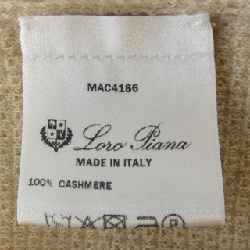 MAC4186
Loro Piana
MADE IN ITALY
100% CASHMERE
P